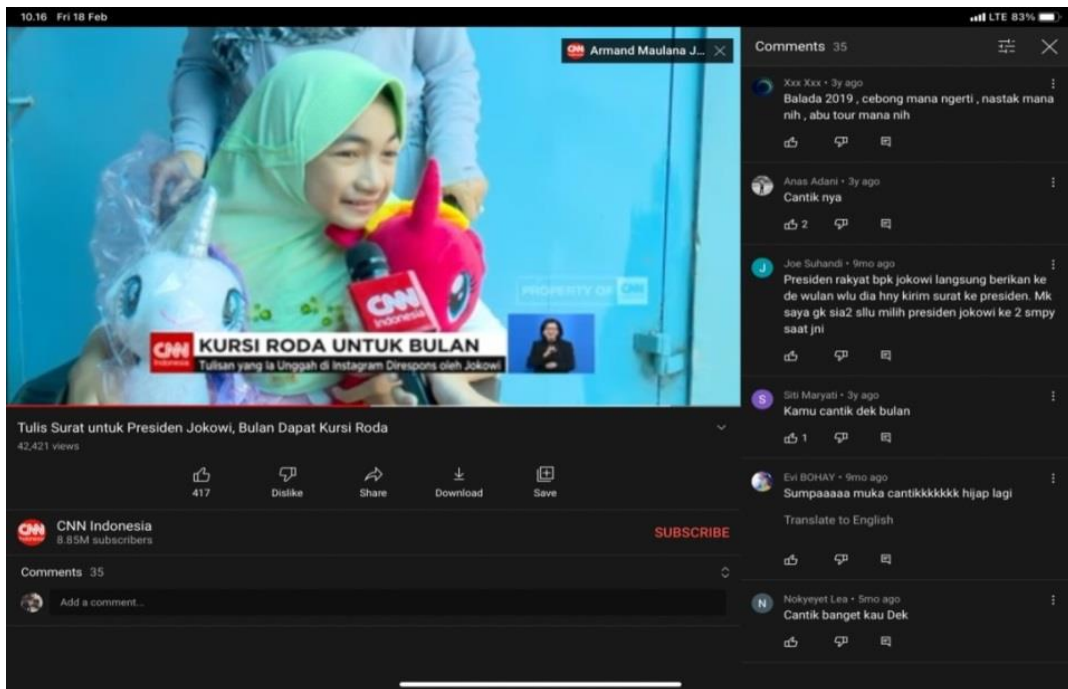 10.16 Fri 18 Feb
LTE 83%
CNN Indonesia
Armand Maulana J...
CNN
Indonesia
PROPERTY OF CNN
CNN
Indonesia
KURSI RODA UNTUK BULAN
Tulisan yang Ia Unggah di Instagram Direspons oleh Jokowi
Tulis Surat untuk Presiden Jokowi, Bulan Dapat Kursi Roda
42,421 views
417
Dislike
Share
Download
Save
CNN
Indonesia
CNN Indonesia
8.85M subscribers
SUBSCRIBE
Comments 35
Add a comment...
Comments 35
Xxx Xxx • 3y ago
Balada 2019 , cebong mana ngerti , nastak mana
nih , abu tour mana nih
Anas Adani • 3y ago
Cantik nya
2
J
Joe Suhandi • 9mo ago
Presiden rakyat bpk jokowi langsung berikan ke
de wulan wlu dia hny kirim surat ke presiden. Mk
saya gk sia2 sllu milih presiden jokowi ke 2 smpy
saat jni
S
Siti Maryati • 3y ago
Kamu cantik dek bulan
1
Evi BOHAY • 9mo ago
Sumpaaaaa muka cantikkkkkkk hijap lagi
Translate to English
N
Nokyeyet Lea • 5mo ago
Cantik banget kau Dek